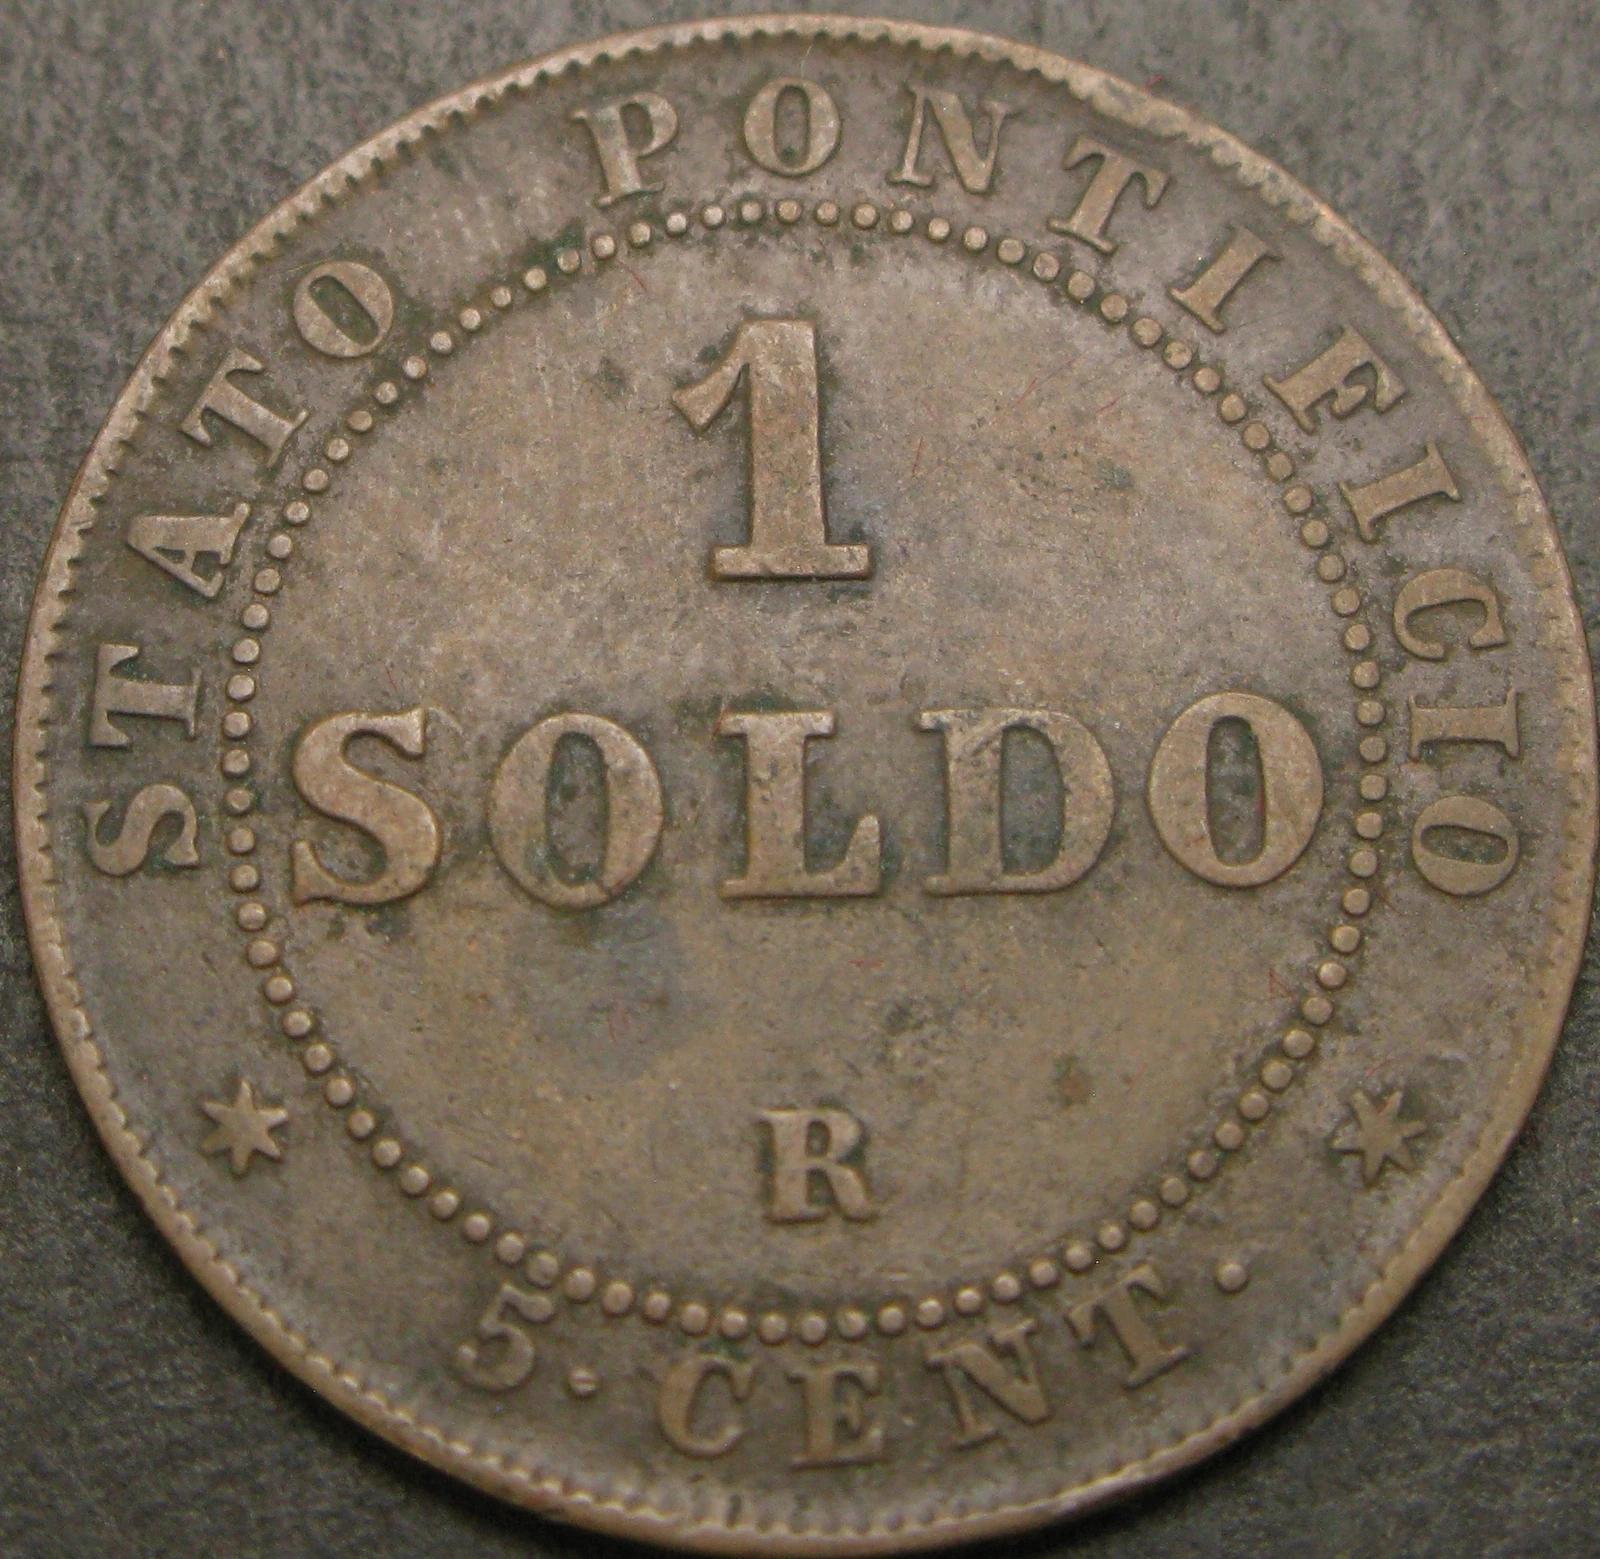 STATO PONTIFICIO
1
SOLDO
R
5 · CENT ·